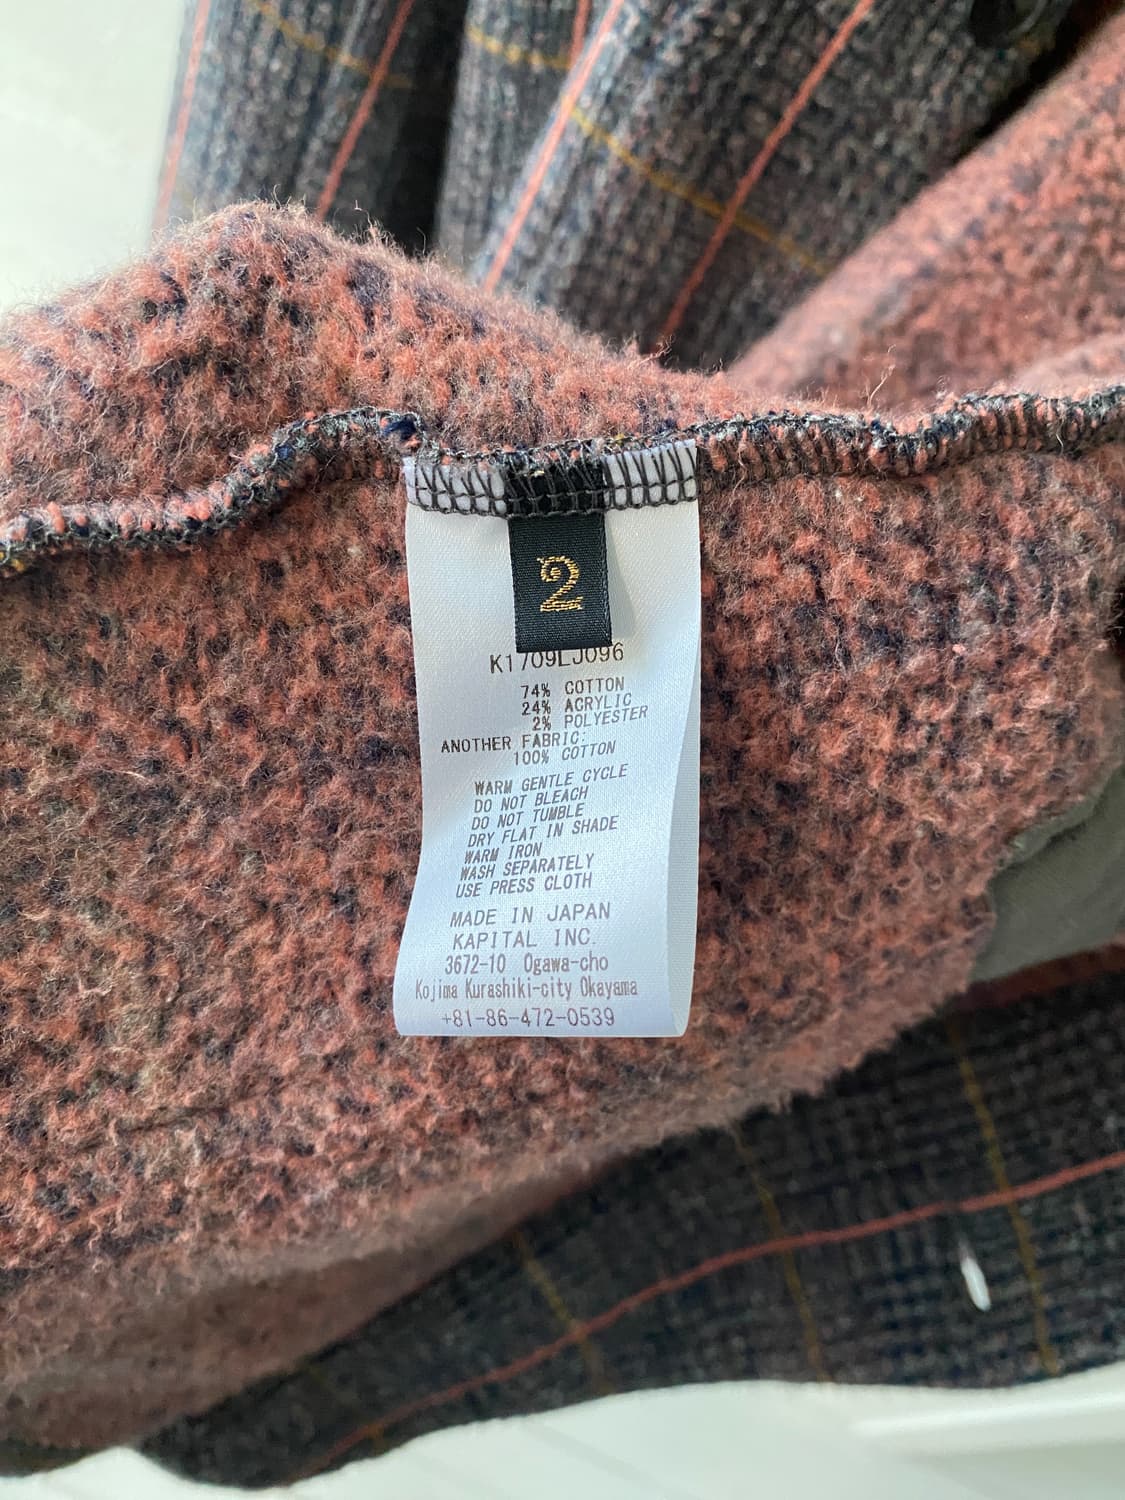 2
K1709LJ096
74% COTTON
24% ACRYLIC
2% POLYESTER
ANOTHER FABRIC:
100% COTTON
WARM GENTLE CYCLE
DO NOT BLEACH
DO NOT TUMBLE
DRY FLAT IN SHADE
WARM IRON
WASH SEPARATELY
USE PRESS CLOTH
MADE IN JAPAN
KAPITAL INC.
3672-10 Ogawa-cho
Kojima Kurashiki-city Okayama
+81-86-472-0539